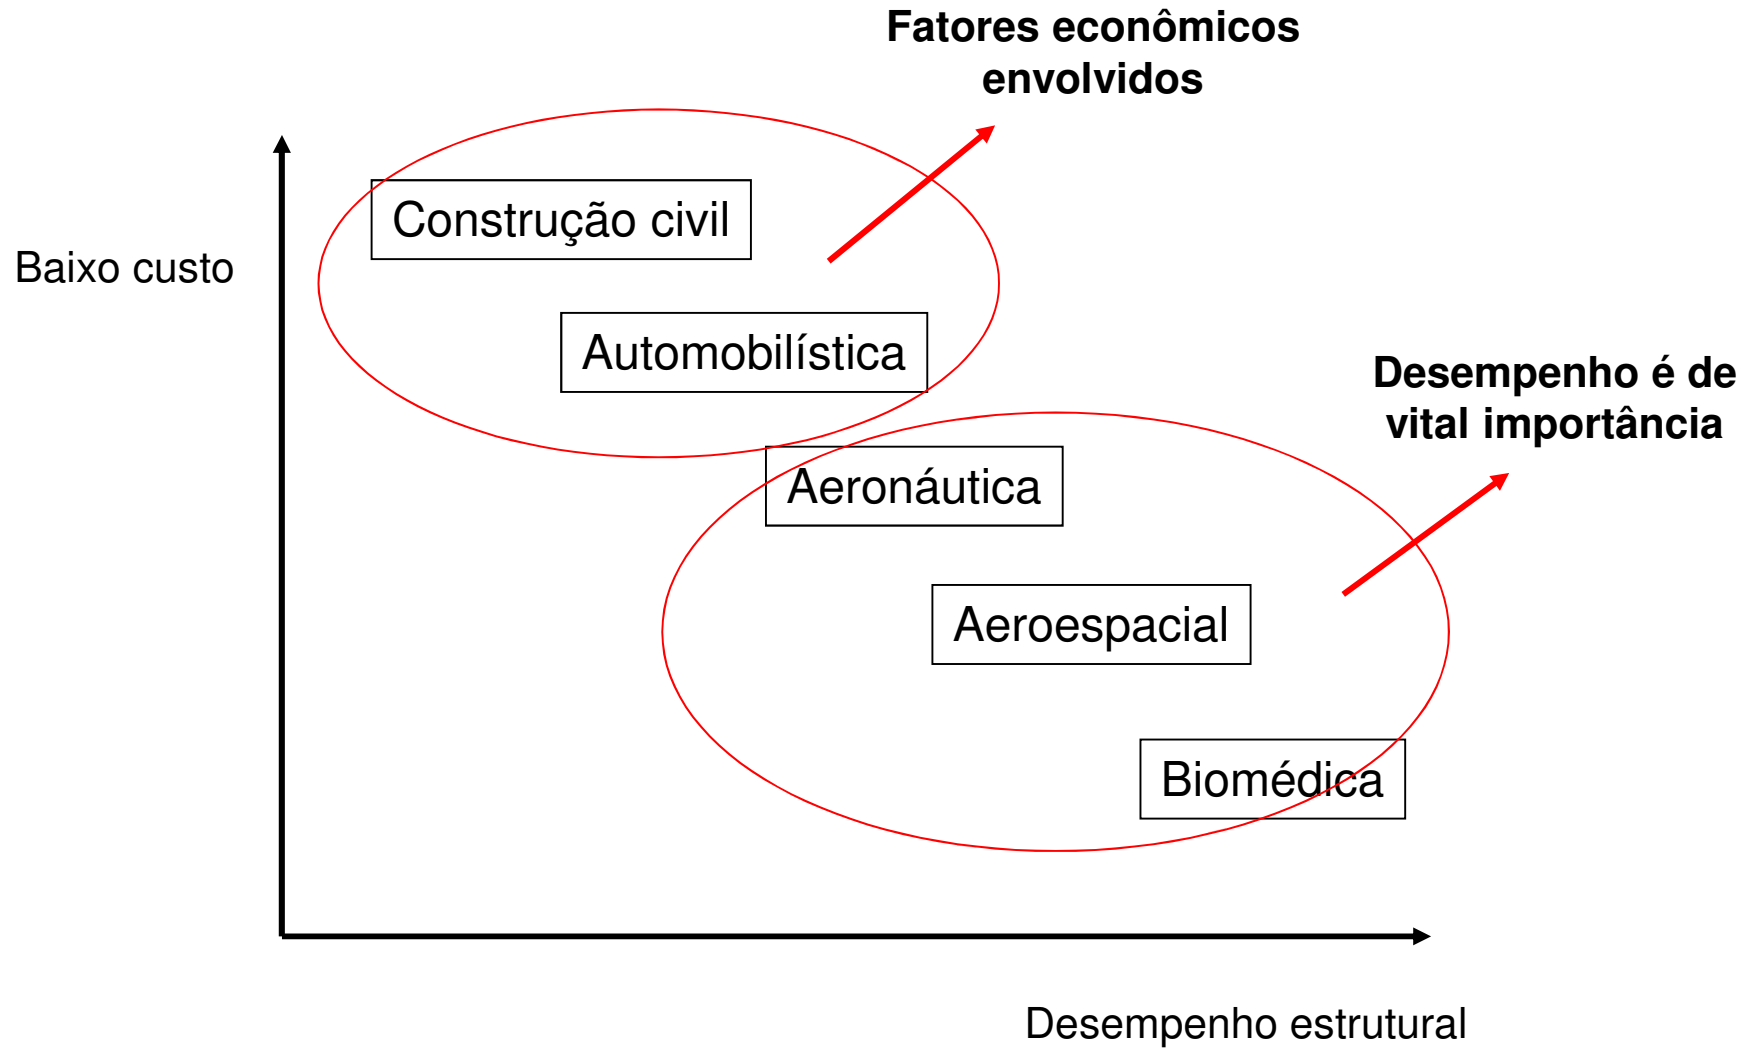 Fatores econômicos
envolvidos
Construção civil
Baixo custo
Automobilística
Desempenho é de
vital importância
Aeronáutica
Aeroespacial
Biomédica
Desempenho estrutural